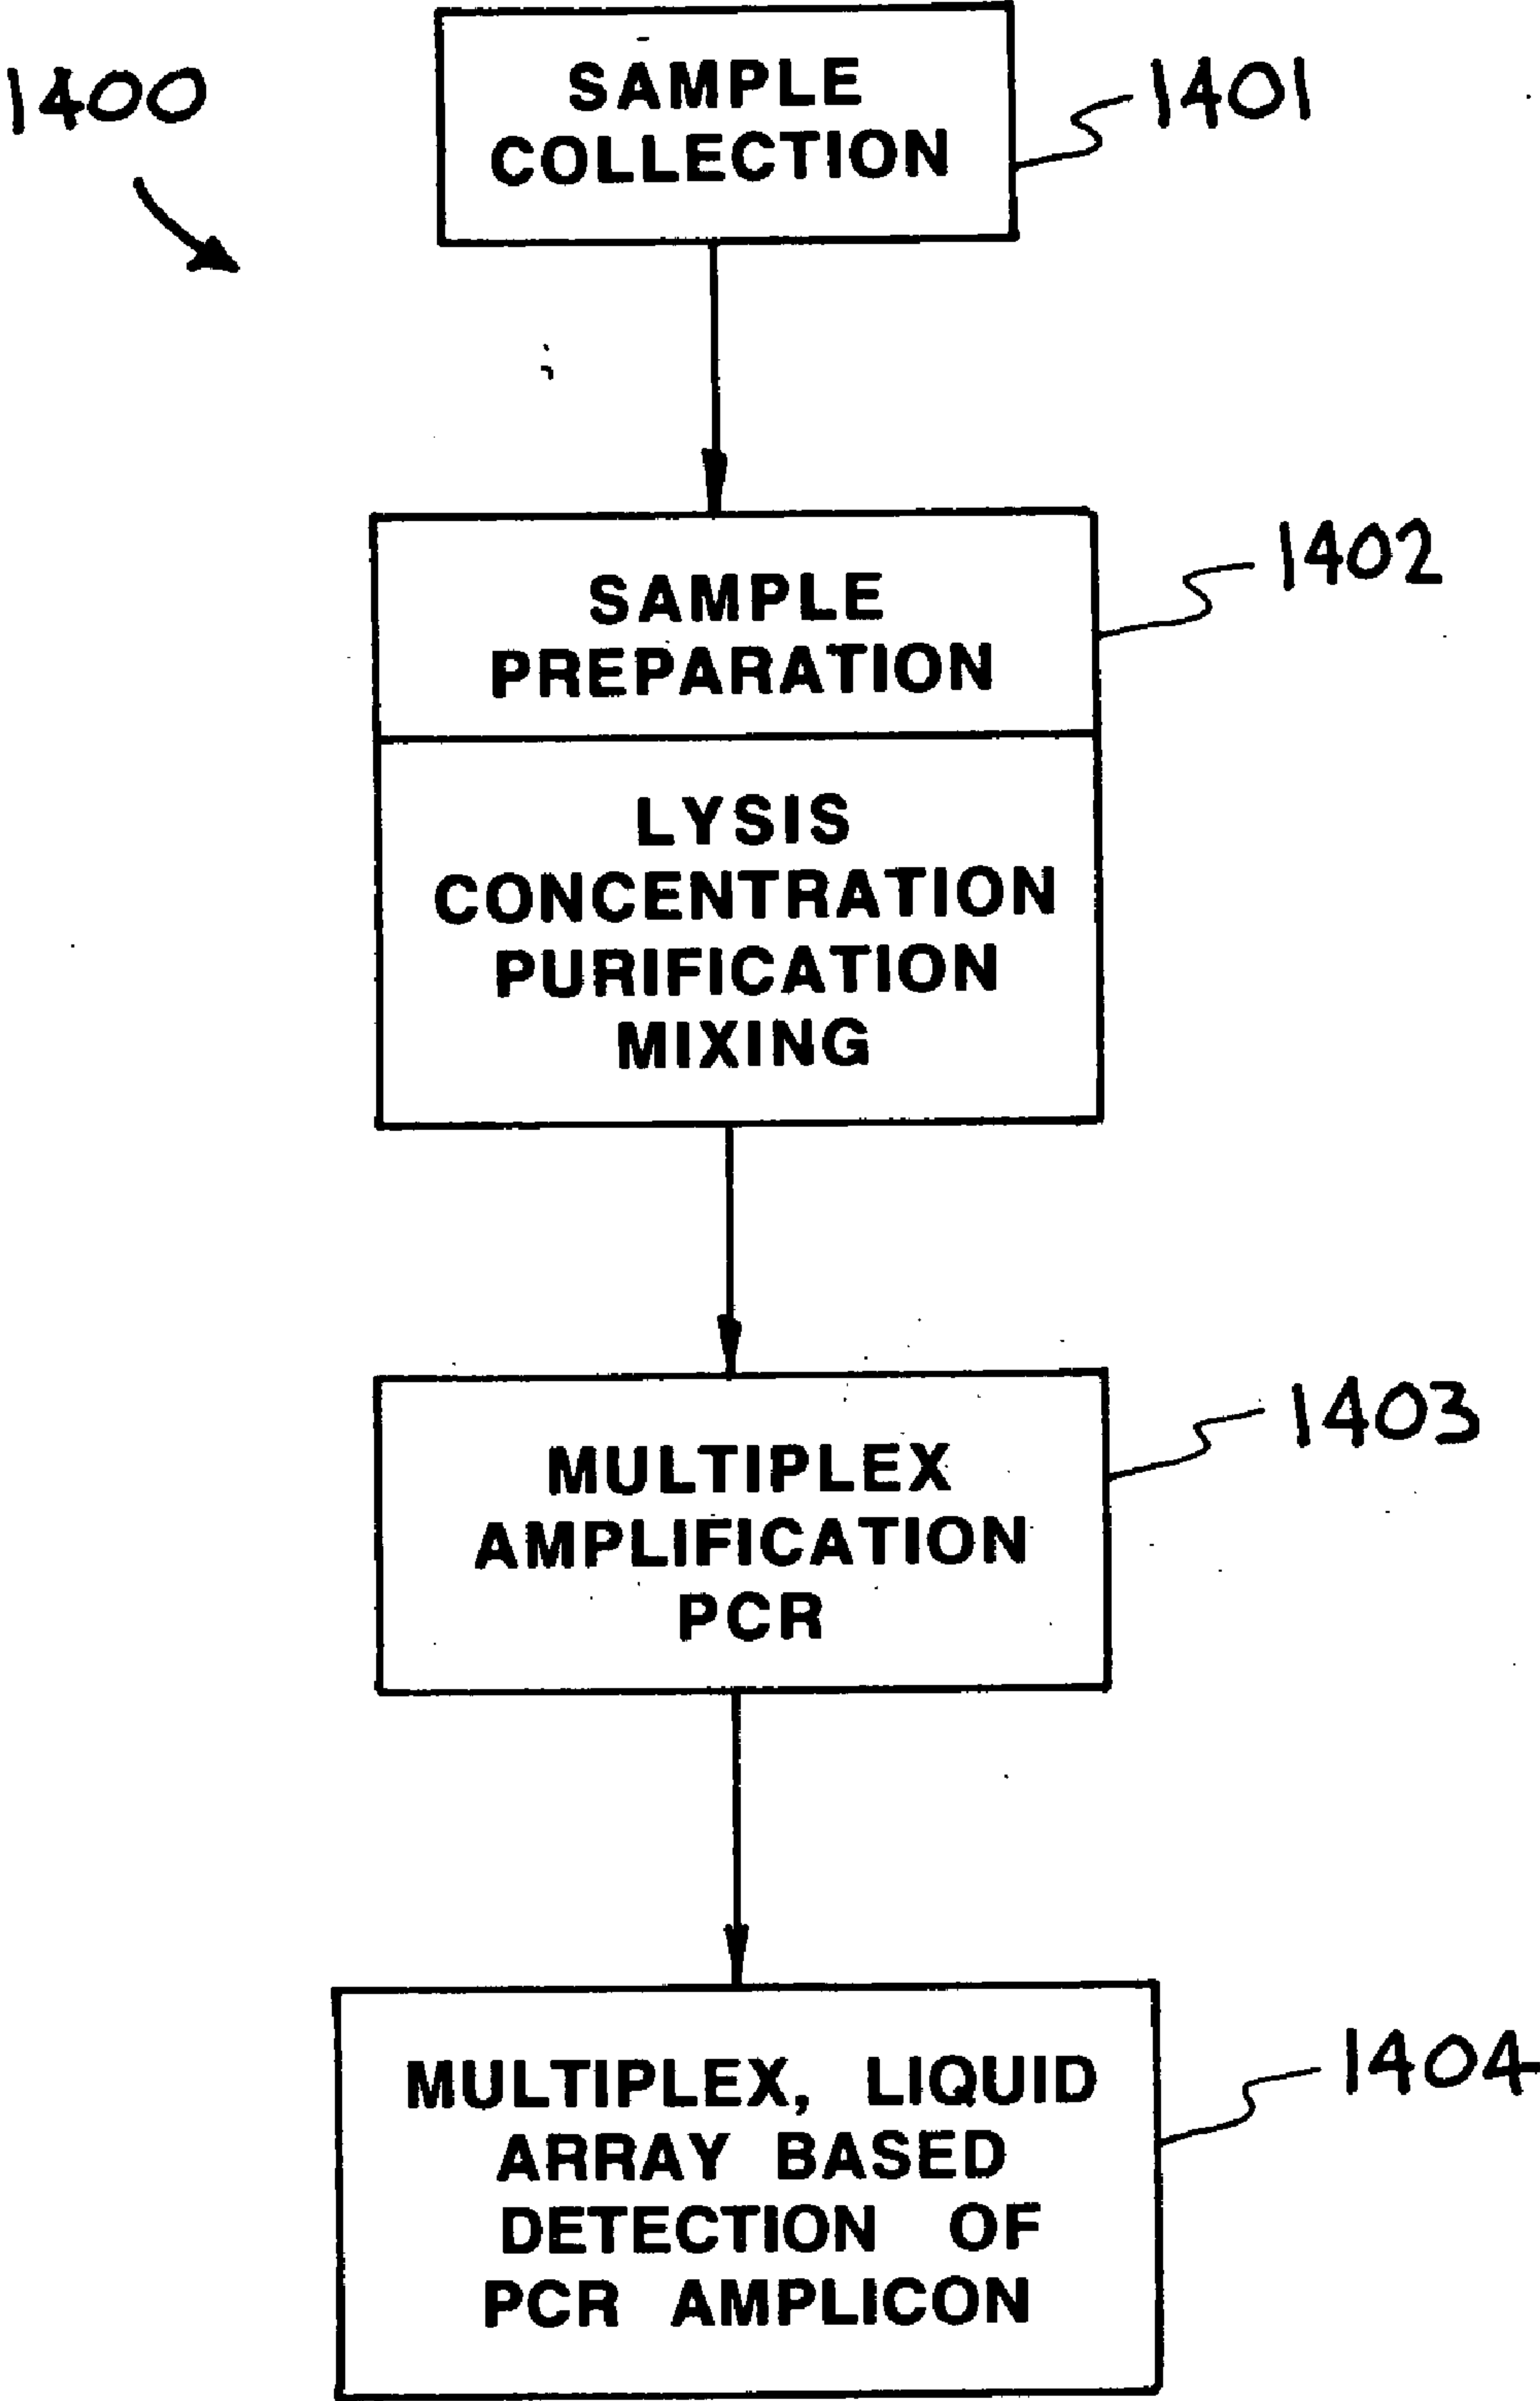 1400
SAMPLE
COLLECTION
1401
SAMPLE
PREPARATION
1402
LYSIS
CONCENTRATION
PURIFICATION
MIXING
MULTIPLEX
AMPLIFICATION
PCR
1403
MULTIPLEX, LIQUID
ARRAY BASED
DETECTION OF
PCR AMPLICON
1404